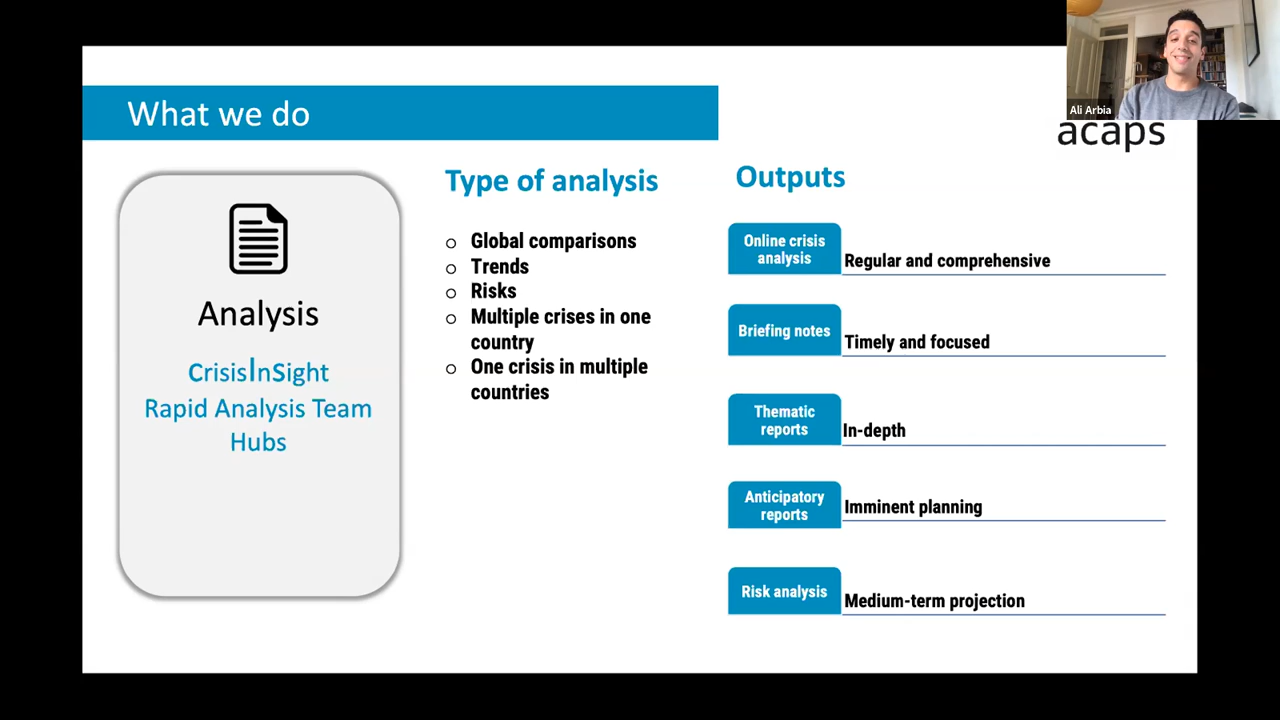 What we do
Ali Arbia
acaps
Analysis
CrisisInSight
Rapid Analysis Team
Hubs
Type of analysis
Global comparisons
Trends
Risks
Multiple crises in one
country
One crisis in multiple
countries
Outputs
Online crisis
analysis
Regular and comprehensive
Briefing notes
Timely and focused
Thematic
reports
In-depth
Anticipatory
reports
Imminent planning
Risk analysis
Medium-term projection